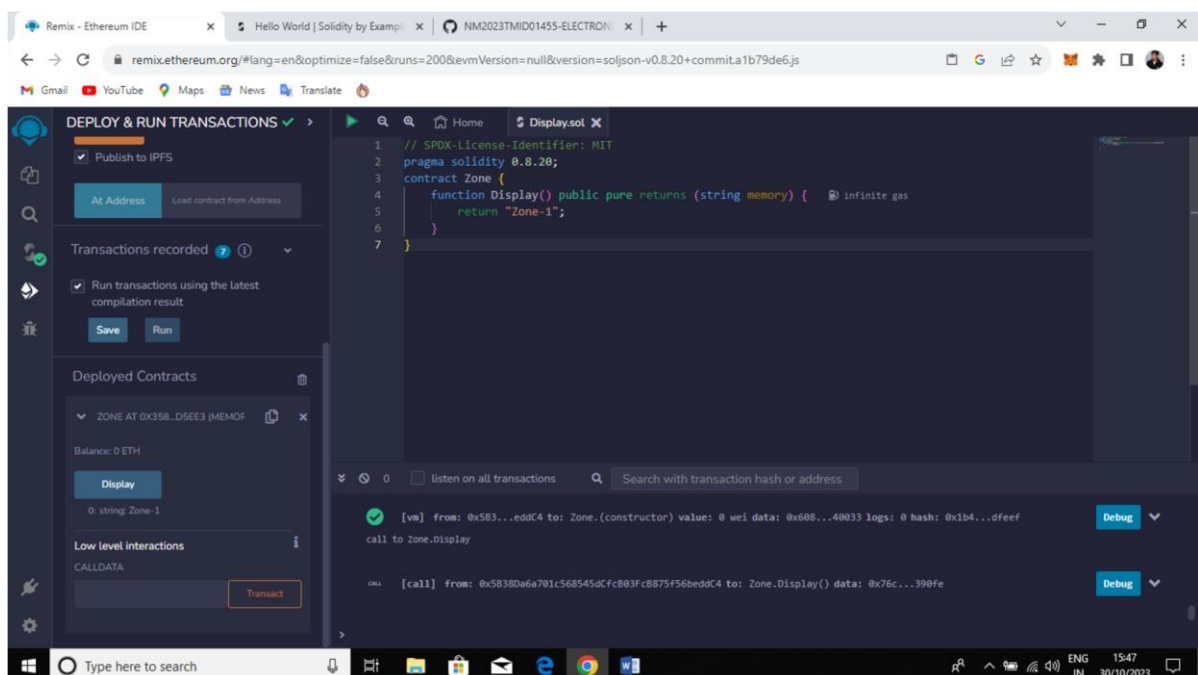 Remix - Ethereum IDE
Hello World | Solidity by Exampl
NM2023TMID01455-ELECTRONI
remix.ethereum.org/#lang=en&optimize=false&runs=200&evmVersion=null&version=soljson-v0.8.20+commit.a1b79de6.js
Gmail
YouTube
Maps
News
Translate
DEPLOY & RUN TRANSACTIONS
Publish to IPFS
At Address
Load contract from Address
Transactions recorded 7
Run transactions using the latest
compilation result
Save
Run
Deployed Contracts
ZONE AT 0X358...D5EE3 (MEMOR
Balance: 0 ETH
Display
0: string: Zone-1
Low level interactions
CALLDATA
Transact
Home
Display.sol
1 // SPDX-License-Identifier: MIT
2 pragma solidity 0.8.20;
3 contract Zone {
4 function Display() public pure returns (string memory) { infinite gas
5 return "Zone-1";
6 }
7 }
0
listen on all transactions
Search with transaction hash or address
[vm] from: 0x5B3...eddC4 to: Zone.(constructor) value: 0 wei data: 0x608...40033 logs: 0 hash: 0x1b4...dfeef
Debug
call to Zone.Display
CALL [call] from: 0x5B38Da6a701c568545dCfcB03FcB875f56beddC4 to: Zone.Display() data: 0x76c...390fe
Debug
>
Type here to search
ENG
IN
15:47
30/10/2023